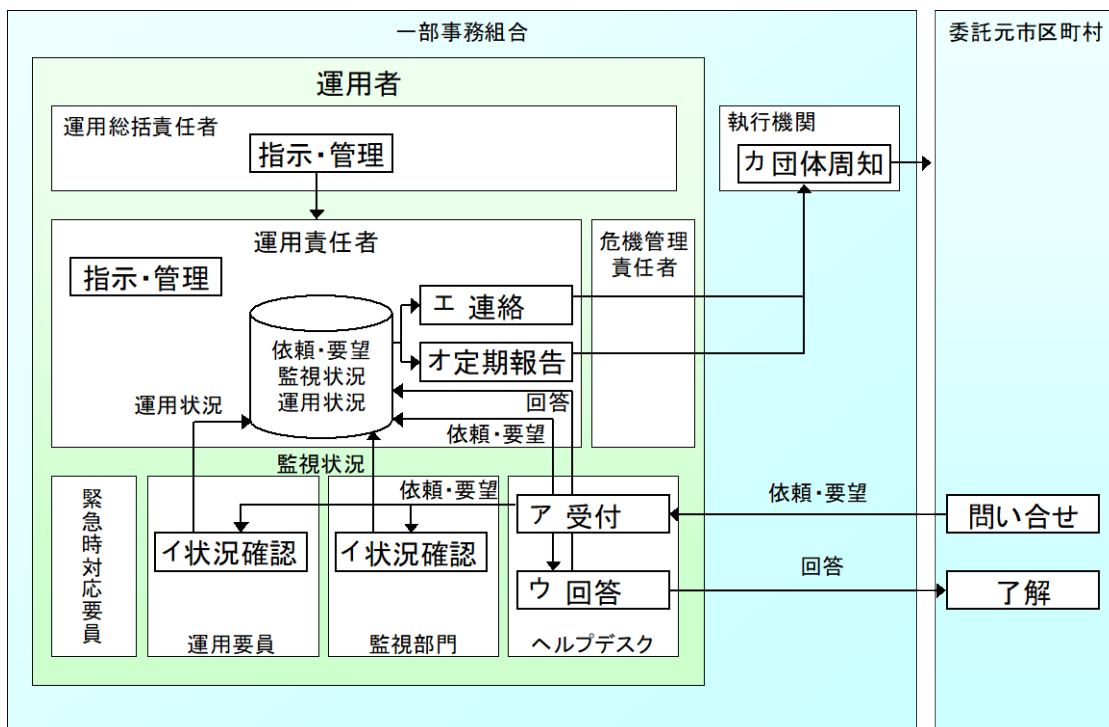 一部事務組合
委託元市区町村
運用者
運用総括責任者
指示・管理
執行機関
カ 団体周知
運用責任者
指示・管理
危機管理
責任者
エ 連絡
オ定期報告
依頼・要望
監視状況
運用状況
運用状況
回答
依頼・要望
監視状況
依頼・要望
緊急時対応要員
イ状況確認
運用要員
イ状況確認
監視部門
ア 受付
ウ 回答
ヘルプデスク
依頼・要望
問い合せ
回答
了解